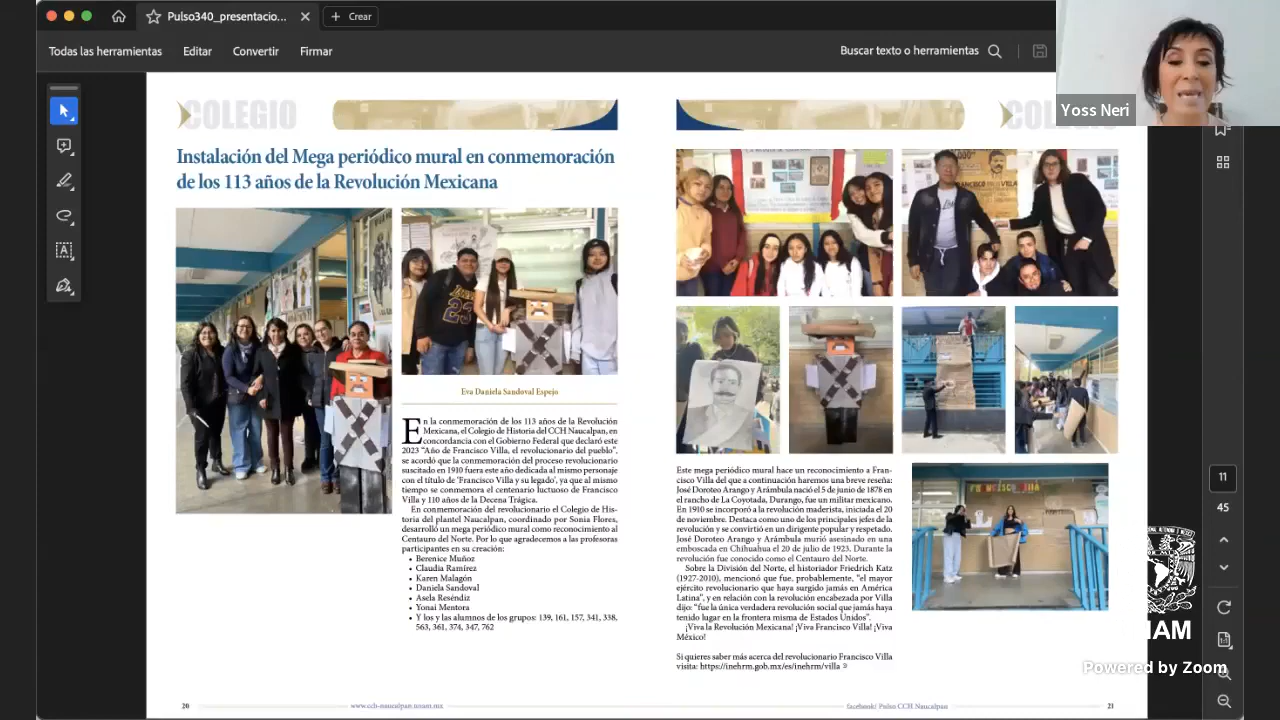 Pulso340_presentacio...
Crear
Todas las herramientas
Editar
Convertir
Firmar
Buscar texto o herramientas
Yoss Neri
COLEGIO
Instalación del Mega periódico mural en conmemoración
de los 113 años de la Revolución Mexicana
Eva Daniela Sandoval Espejo
En la conmemoración de los 113 años de la Revolución
Mexicana, el Colegio de Historia del CCH Naucalpan, en
concordancia con el Gobierno Federal que declaró este
2023 “Año de Francisco Villa, el revolucionario del pueblo”,
se acordó que la conmemoración del proceso revolucionario
suscitado en 1910 fuera este año dedicada al mismo personaje
con el título de ‘Francisco Villa y su legado’, ya que al mismo
tiempo se conmemora el centenario luctuoso de Francisco
Villa y 110 años de la Decena Trágica.
En conmemoración del revolucionario el Colegio de His-
toria del plantel Naucalpan, coordinado por Sonia Flores,
desarrolló un mega periódico mural como reconocimiento al
Centauro del Norte. Por lo que agradecemos a las profesoras
participantes en su creación:
• Berenice Muñoz
• Claudia Ramírez
• Karen Malagón
• Daniela Sandoval
• Asela Reséndiz
• Yonai Mentora
• Y los y las alumnos de los grupos: 139, 161, 157, 341, 338,
563, 361, 374, 347, 762
20
www.cch-naucalpan.unam.mx
COLEGIO
FRANCISCO VILLA
FRANCISCO VILLA
Este mega periódico mural hace un reconocimiento a Fran-
cisco Villa del que a continuación haremos una breve reseña:
José Doroteo Arango y Arámbula nació el 5 de junio de 1878 en
el rancho de La Coyotada, Durango, fue un militar mexicano.
En 1910 se incorporó a la revolución maderista, iniciada el 20
de noviembre. Destaca como uno de los principales jefes de la
revolución y se convirtió en un dirigente popular y respetado.
José Doroteo Arango y Arámbula murió asesinado en una
emboscada en Chihuahua el 20 de julio de 1923. Durante la
revolución fue conocido como el Centauro del Norte.
Sobre la División del Norte, el historiador Friedrich Katz
(1927-2010), mencionó que fue, probablemente, “el mayor
ejército revolucionario que haya surgido jamás en América
Latina”, y en relación con la revolución encabezada por Villa
dijo: “fue la única verdadera revolución social que jamás haya
tenido lugar en la frontera misma de Estados Unidos”.
¡Viva la Revolución Mexicana! ¡Viva Francisco Villa! ¡Viva
México!
Si quieres saber más acerca del revolucionario Francisco Villa
visita: https://inehrm.gob.mx/es/inehrm/villa
facebook/ Pulso CCH Naucalpan
21
11
45
Powered by Zoom